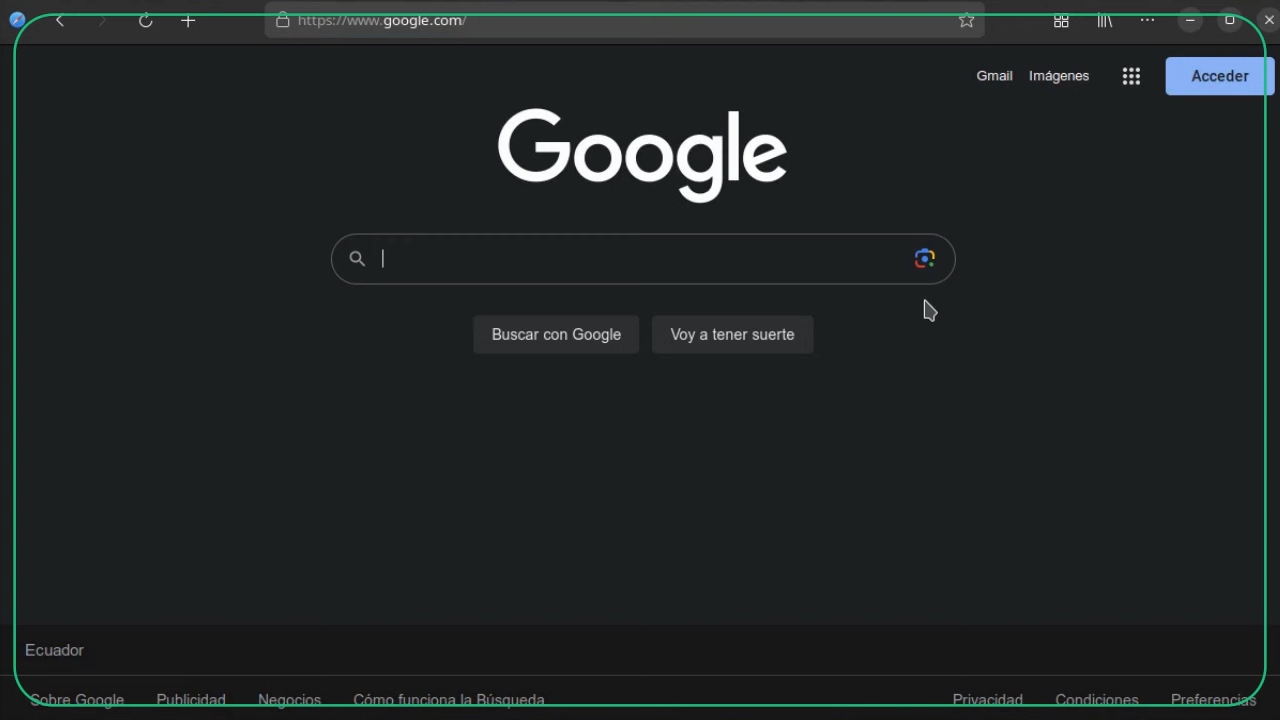 https://www.google.com/
Gmail Imágenes Acceder
Google
Buscar con Google Voy a tener suerte
Ecuador
Sobre Google Publicidad Negocios Cómo funciona la Búsqueda Privacidad Condiciones Preferencias